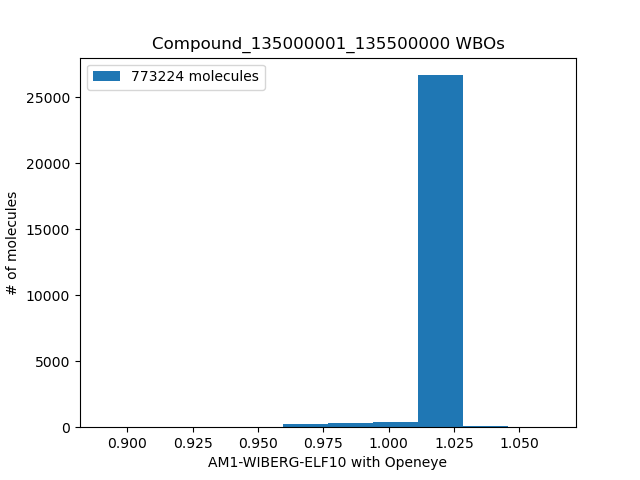 Compound_135000001_135500000 WBOs
773224 molecules
# of molecules
25000
20000
15000
10000
5000
0
0.900 0.925 0.950 0.975 1.000 1.025 1.050
AM1-WIBERG-ELF10 with Openeye